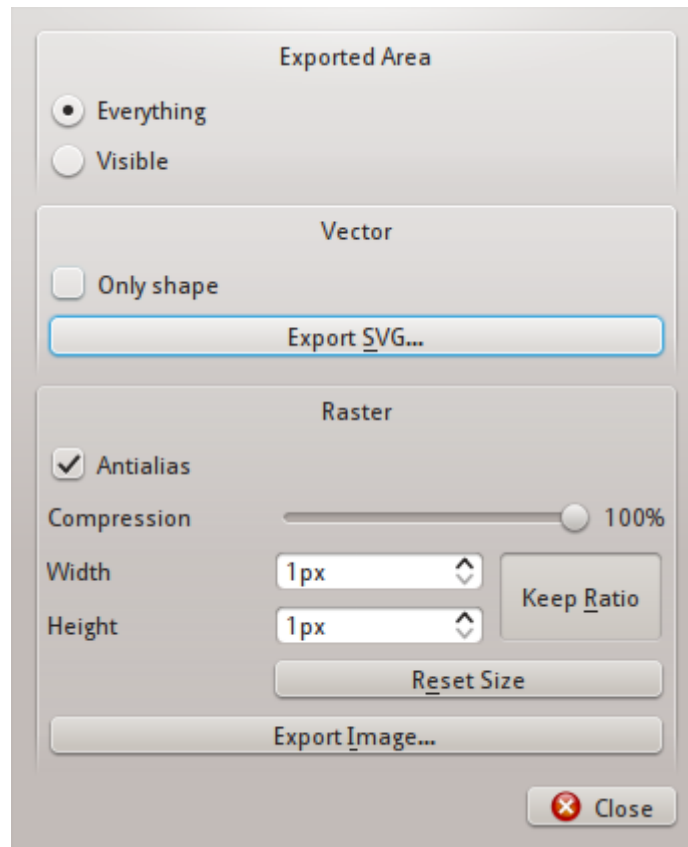 Exported Area
Everything
Visible
Vector
Only shape
Export SVG...
Raster
Antialias
Compression 100%
Width 1px
Keep Ratio
Height 1px
Reset Size
Export Image...
Close